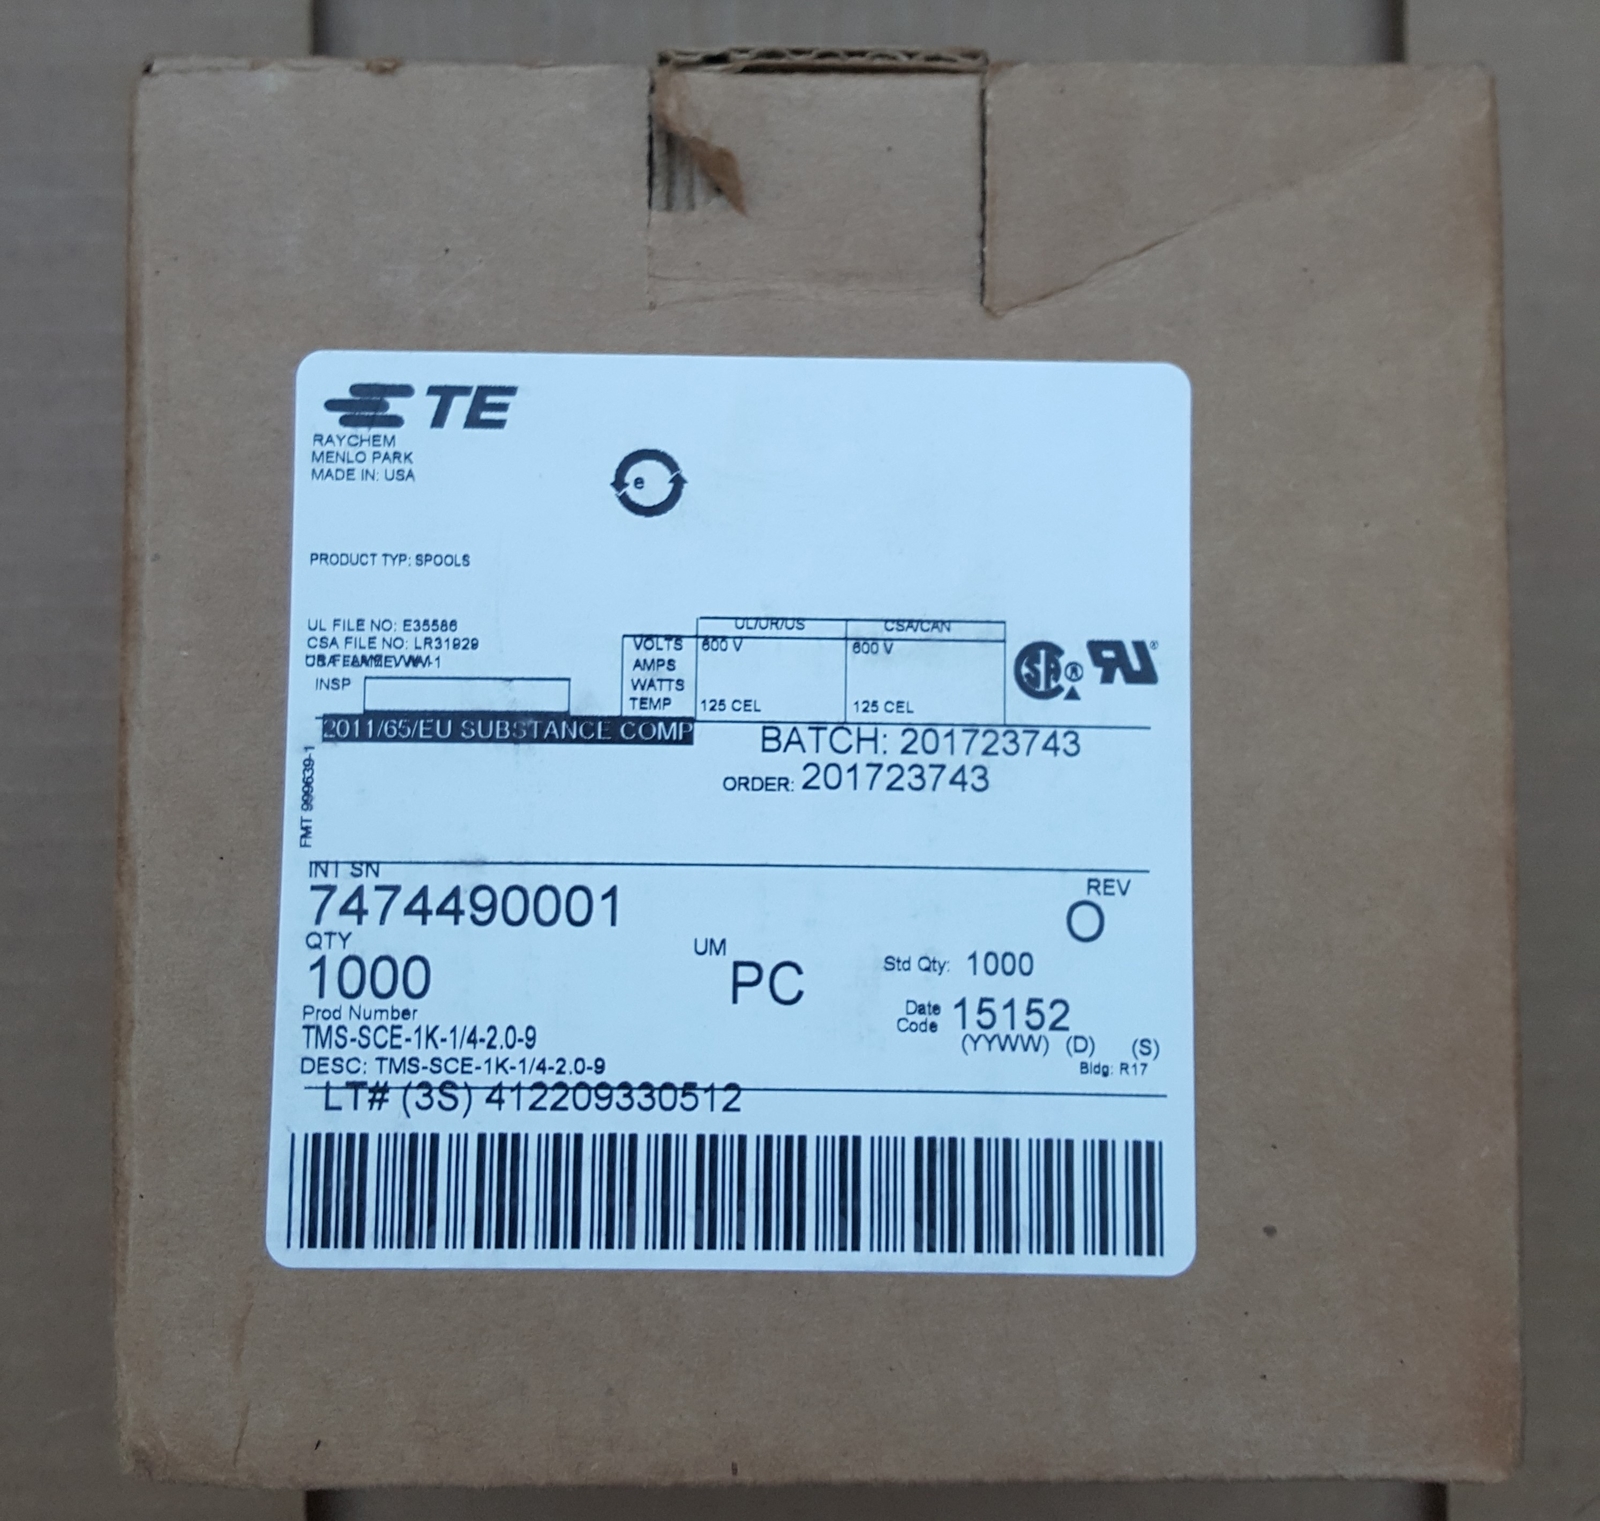 TE
RAYCHEM
MENLO PARK
MADE IN: USA
e
PRODUCT TYP: SPOOLS
UL FILE NO: E35586
CSA FILE NO: LR31929
INSP
UL/UR/US CSA/CAN
VOLTS 600 V 600 V
AMPS
WATTS
TEMP 125 CEL 125 CEL
SA ®
RU ®
2011/65/EU SUBSTANCE COMP
BATCH: 201723743
ORDER: 201723743
FMT 999639-1
INT SN
7474490001
REV
O
QTY
1000
UM
PC
Std Qty: 1000
Date Code 15152
(YYWW) (D) (S)
Bldg: R17
Prod Number
TMS-SCE-1K-1/4-2.0-9
DESC: TMS-SCE-1K-1/4-2.0-9
LT# (3S) 412209330512